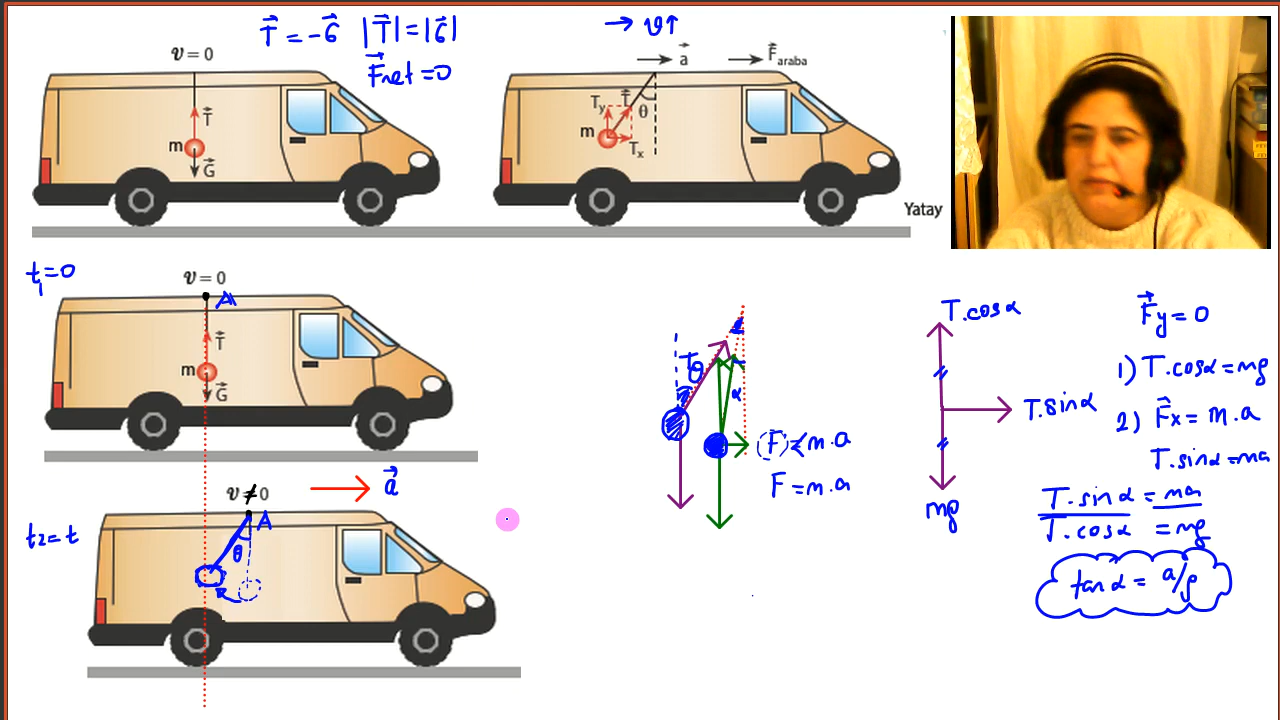 T⃗ = -G⃗ |T⃗| = |G⃗|
F⃗net = 0
v = 0
T⃗
m
G⃗
→ v↑
a⃗
F⃗araba
Ty
T⃗
θ
m
Tx
Yatay
t₁=0
v = 0
A
T⃗
m
G⃗
t₂= t
v ≠ 0
a⃗
A
θ
T
θ
α
F = m.a
F = m.a
T.cosα
T.sinα
mg
F⃗y = 0
1) T.cosα = mg
2) F⃗x = m.a
T.sinα = ma
T.sinα = ma
T.cosα = mg
tanα = a/g